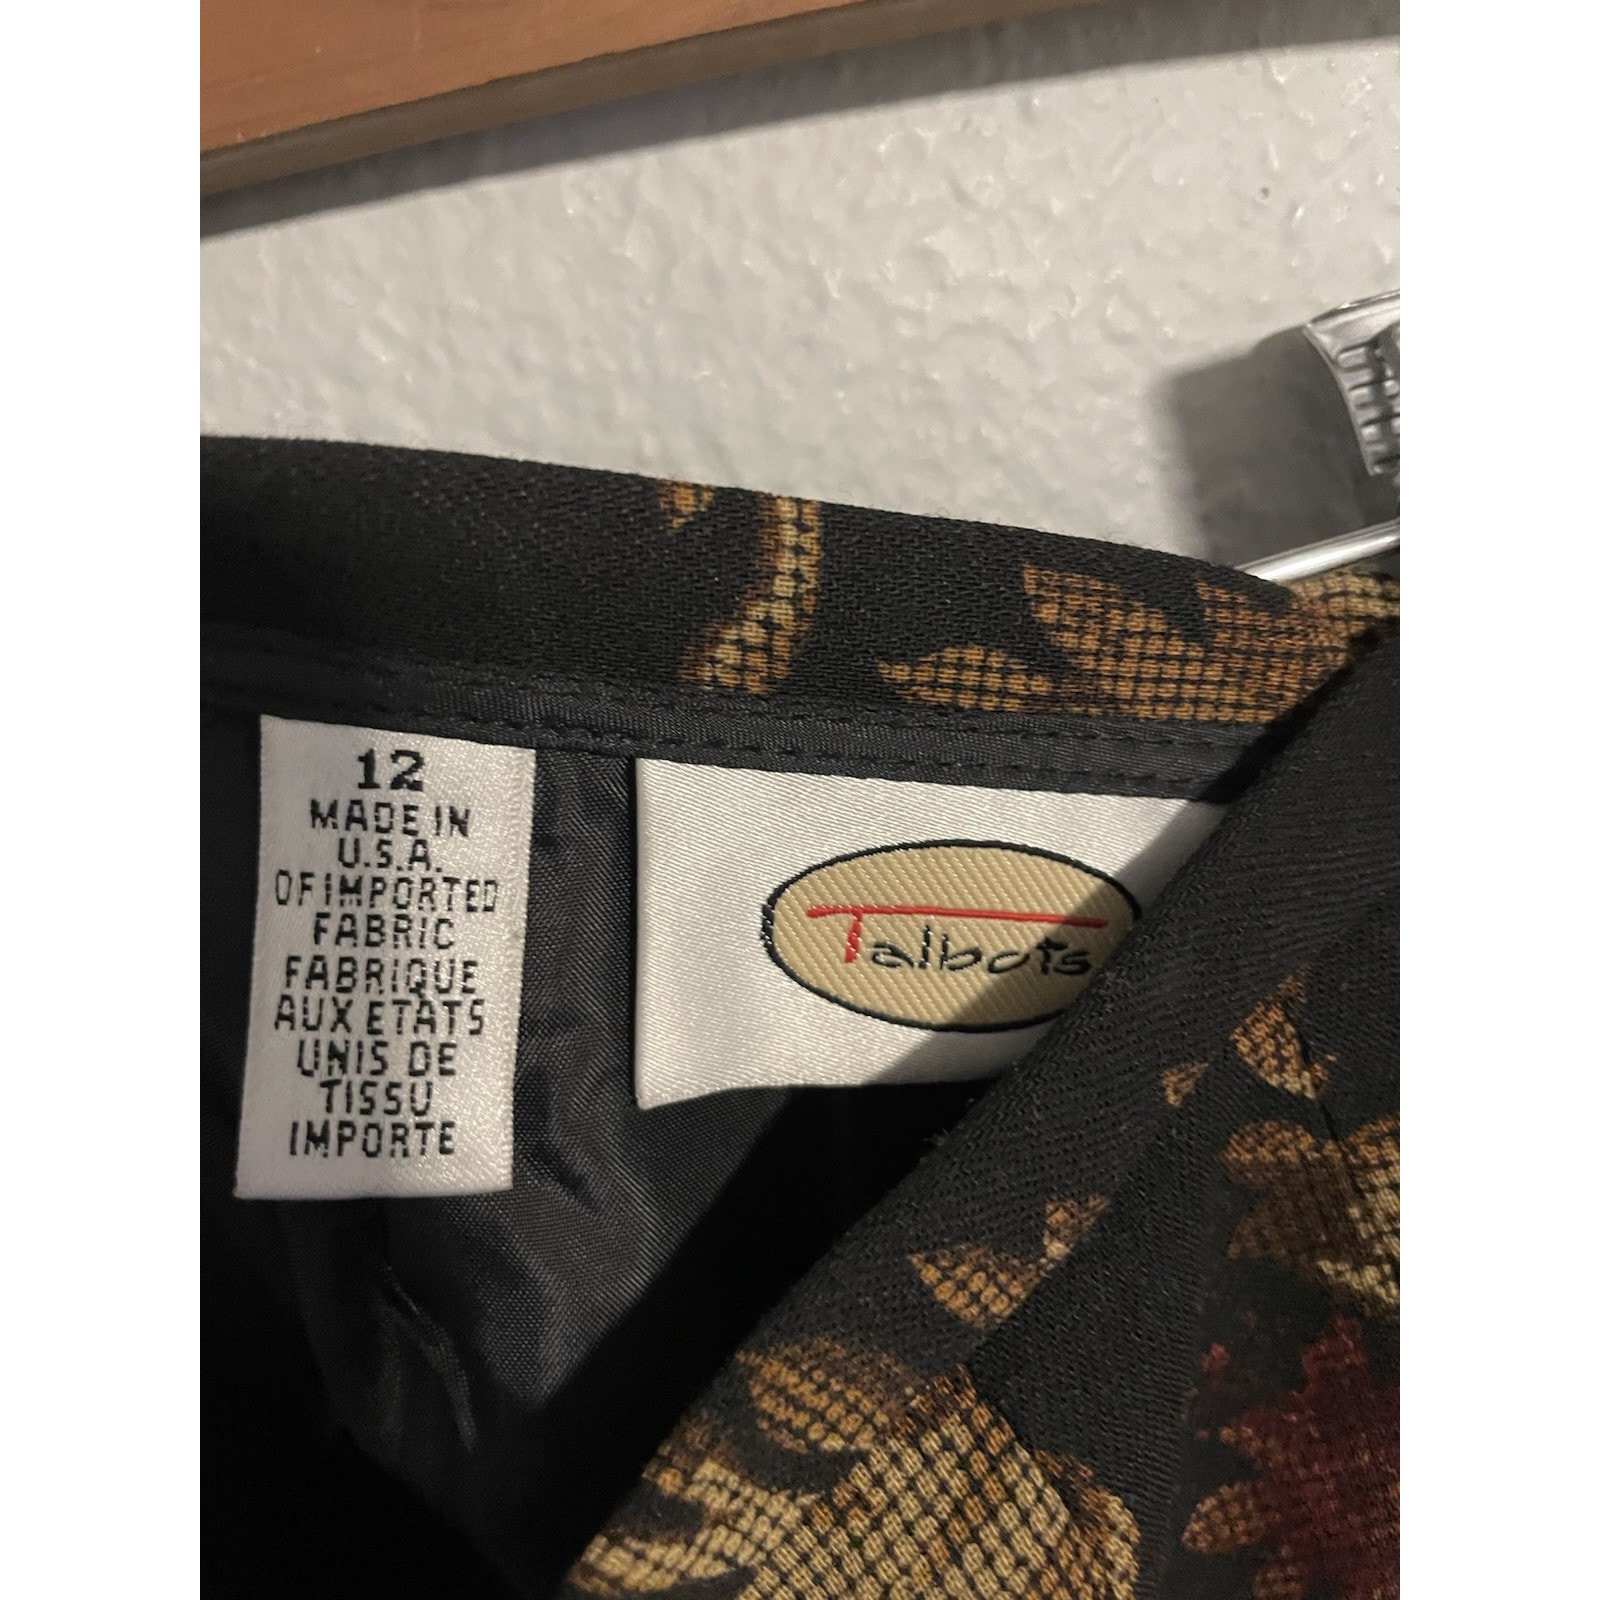 12
MADE IN
U.S.A.
OF IMPORTED
FABRIC
FABRIQUE
AUX ETATS
UNIS DE
TISSU
IMPORTE
Talbots